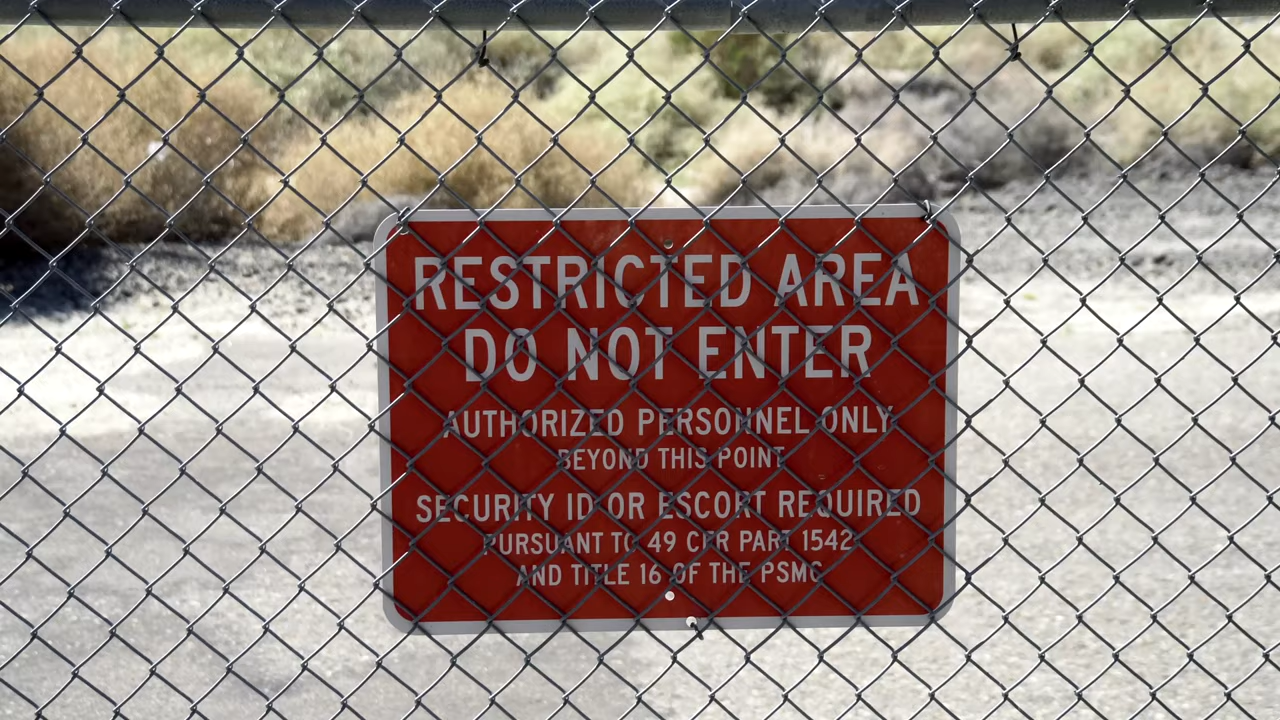 RESTRICTED AREA
DO NOT ENTER
AUTHORIZED PERSONNEL ONLY
BEYOND THIS POINT
SECURITY ID OR ESCORT REQUIRED
PURSUANT TO 49 CFR PART 1542
AND TITLE 16 OF THE PSMC